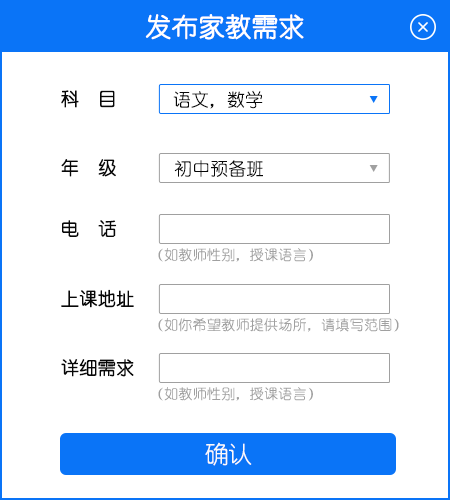 发布家教需求
科 目 语文，数学
年 级 初中预备班
电 话
(如教师性别，授课语言)
上课地址
(如你希望教师提供场所，请填写范围)
详细需求
(如教师性别，授课语言)
确认